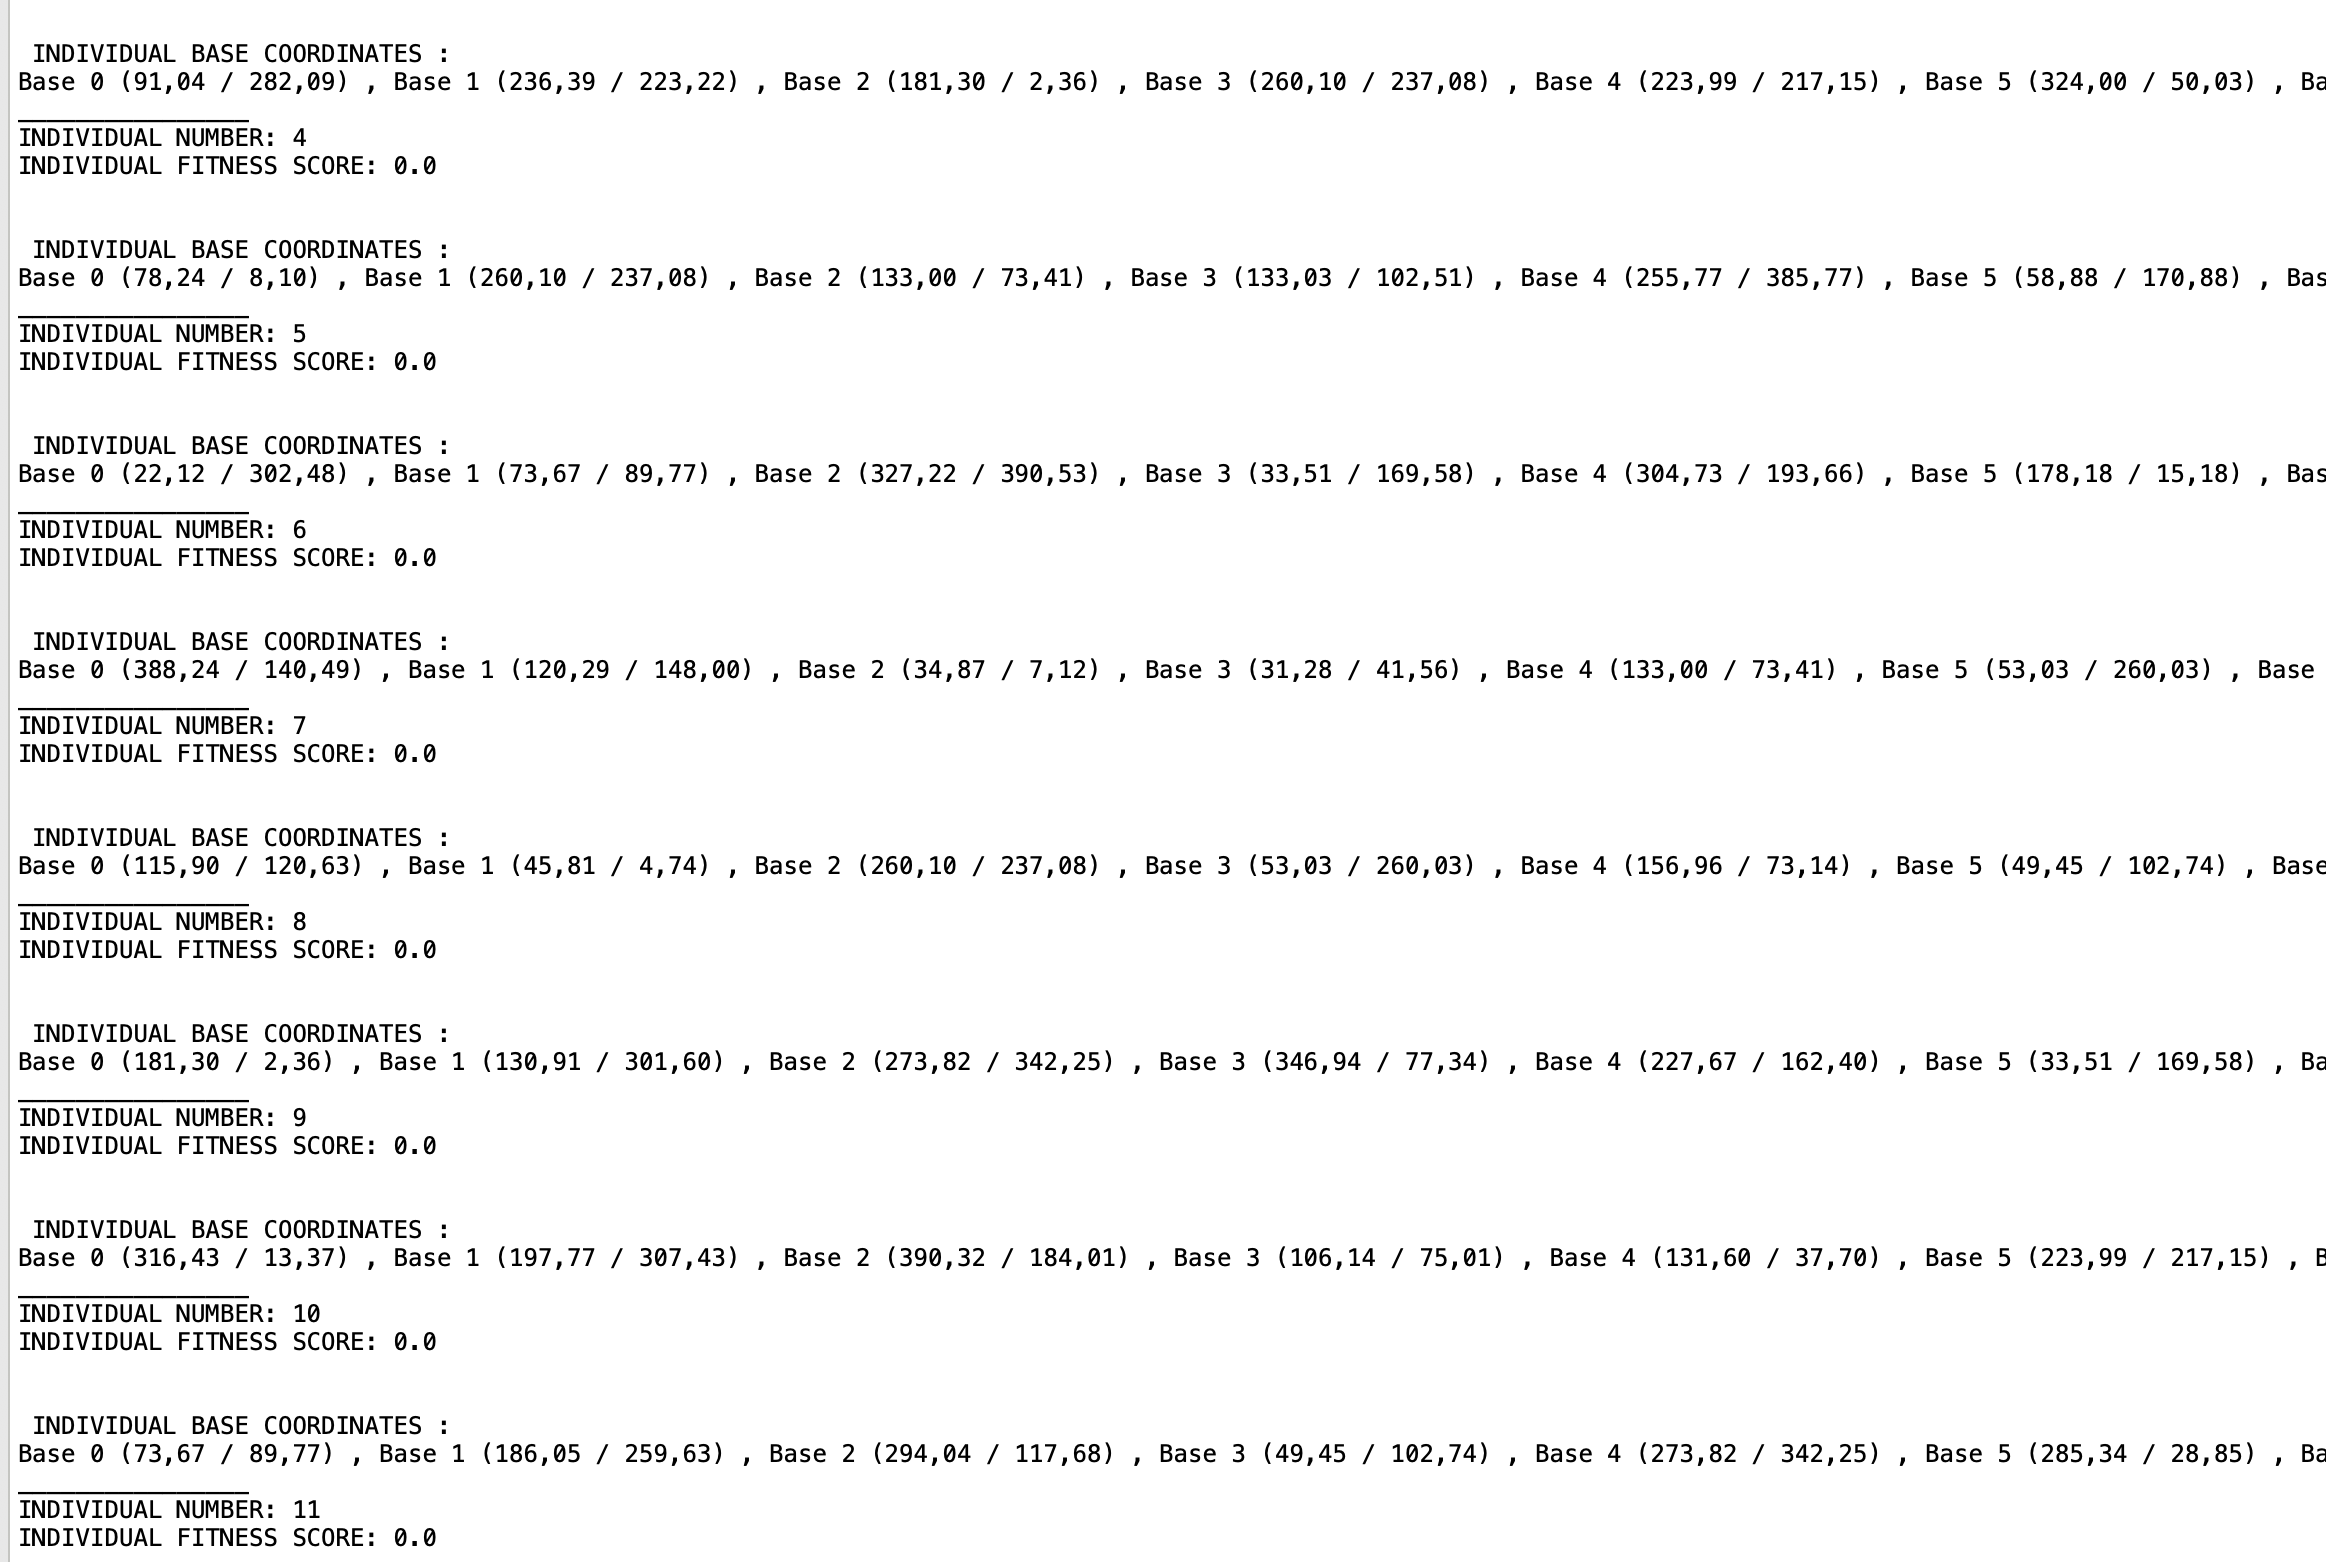 INDIVIDUAL BASE COORDINATES :
Base 0 (91,04 / 282,09) , Base 1 (236,39 / 223,22) , Base 2 (181,30 / 2,36) , Base 3 (260,10 / 237,08) , Base 4 (223,99 / 217,15) , Base 5 (324,00 / 50,03) , Ba
________________
INDIVIDUAL NUMBER: 4
INDIVIDUAL FITNESS SCORE: 0.0
INDIVIDUAL BASE COORDINATES :
Base 0 (78,24 / 8,10) , Base 1 (260,10 / 237,08) , Base 2 (133,00 / 73,41) , Base 3 (133,03 / 102,51) , Base 4 (255,77 / 385,77) , Base 5 (58,88 / 170,88) , Bas
________________
INDIVIDUAL NUMBER: 5
INDIVIDUAL FITNESS SCORE: 0.0
INDIVIDUAL BASE COORDINATES :
Base 0 (22,12 / 302,48) , Base 1 (73,67 / 89,77) , Base 2 (327,22 / 390,53) , Base 3 (33,51 / 169,58) , Base 4 (304,73 / 193,66) , Base 5 (178,18 / 15,18) , Bas
________________
INDIVIDUAL NUMBER: 6
INDIVIDUAL FITNESS SCORE: 0.0
INDIVIDUAL BASE COORDINATES :
Base 0 (388,24 / 140,49) , Base 1 (120,29 / 148,00) , Base 2 (34,87 / 7,12) , Base 3 (31,28 / 41,56) , Base 4 (133,00 / 73,41) , Base 5 (53,03 / 260,03) , Base
________________
INDIVIDUAL NUMBER: 7
INDIVIDUAL FITNESS SCORE: 0.0
INDIVIDUAL BASE COORDINATES :
Base 0 (115,90 / 120,63) , Base 1 (45,81 / 4,74) , Base 2 (260,10 / 237,08) , Base 3 (53,03 / 260,03) , Base 4 (156,96 / 73,14) , Base 5 (49,45 / 102,74) , Base
________________
INDIVIDUAL NUMBER: 8
INDIVIDUAL FITNESS SCORE: 0.0
INDIVIDUAL BASE COORDINATES :
Base 0 (181,30 / 2,36) , Base 1 (130,91 / 301,60) , Base 2 (273,82 / 342,25) , Base 3 (346,94 / 77,34) , Base 4 (227,67 / 162,40) , Base 5 (33,51 / 169,58) , Ba
________________
INDIVIDUAL NUMBER: 9
INDIVIDUAL FITNESS SCORE: 0.0
INDIVIDUAL BASE COORDINATES :
Base 0 (316,43 / 13,37) , Base 1 (197,77 / 307,43) , Base 2 (390,32 / 184,01) , Base 3 (106,14 / 75,01) , Base 4 (131,60 / 37,70) , Base 5 (223,99 / 217,15) , B
________________
INDIVIDUAL NUMBER: 10
INDIVIDUAL FITNESS SCORE: 0.0
INDIVIDUAL BASE COORDINATES :
Base 0 (73,67 / 89,77) , Base 1 (186,05 / 259,63) , Base 2 (294,04 / 117,68) , Base 3 (49,45 / 102,74) , Base 4 (273,82 / 342,25) , Base 5 (285,34 / 28,85) , Ba
________________
INDIVIDUAL NUMBER: 11
INDIVIDUAL FITNESS SCORE: 0.0